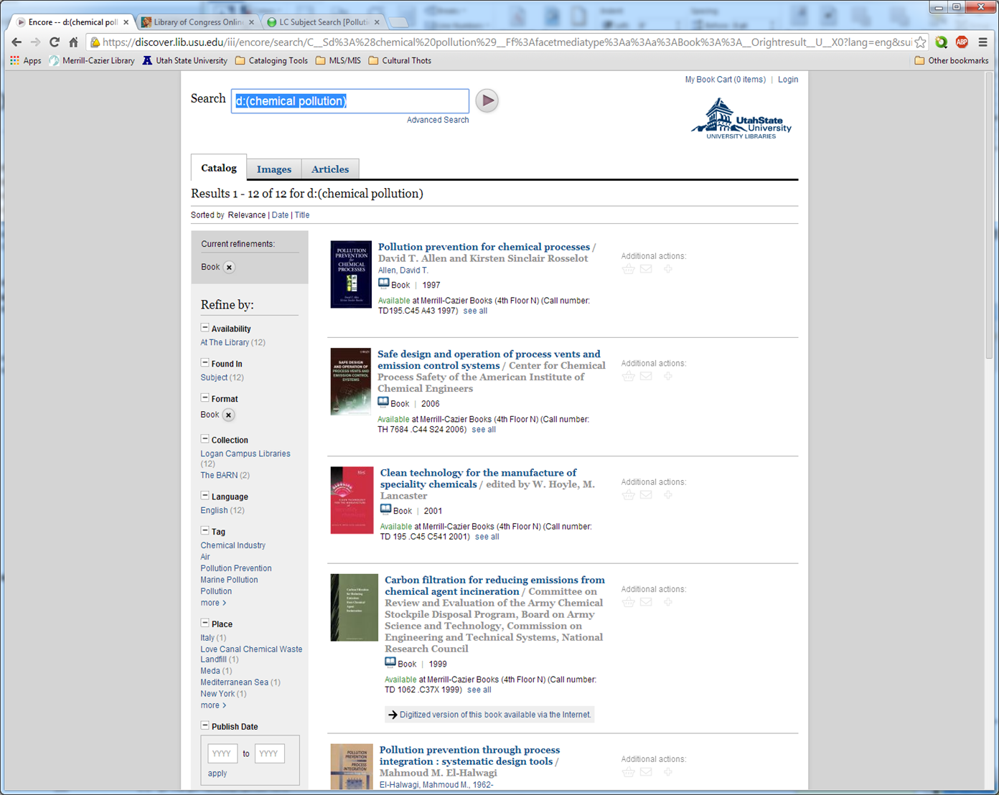 Encore -- d:(chemical poll
Library of Congress Online
LC Subject Search [Polluti
https://discover.lib.usu.edu/iii/encore/search/C__Sd%3A%28chemical%20pollution%29__Ff%3Afacetmediatype%3Aa%3Aa%3ABook%3A%3A__Orightresult__U__X0?lang=eng&sui
ABP
Apps
Merrill-Cazier Library
Utah State University
Cataloging Tools
MLS/MIS
Cultural Thots
Other bookmarks
My Book Cart (0 items) | Login
Search
d:(chemical pollution)
Advanced Search
UtahState
University
UNIVERSITY LIBRARIES
Catalog
Images
Articles
Results 1 - 12 of 12 for d:(chemical pollution)
Sorted by Relevance | Date | Title
Current refinements:
Book
Refine by:
Availability
At The Library (12)
Found In
Subject (12)
Format
Book
Collection
Logan Campus Libraries
(12)
The BARN (2)
Language
English (12)
Tag
Chemical Industry
Air
Pollution Prevention
Marine Pollution
Pollution
more >
Place
Italy (1)
Love Canal Chemical Waste
Landfill (1)
Meda (1)
Mediterranean Sea (1)
New York (1)
more >
Publish Date
YYYY to YYYY
apply
POLLUTION
PREVENTION
for
CHEMICAL
PROCESSES
Pollution prevention for chemical processes /
David T. Allen and Kirsten Sinclair Rosselot
Allen, David T.
Book | 1997
Available at Merrill-Cazier Books (4th Floor N) (Call number:
TD195.C45 A43 1997) see all
Additional actions:
SAFE DESIGN
AND OPERATION OF
PROCESS VENTS AND
EMISSION CONTROL
SYSTEMS
Safe design and operation of process vents and
emission control systems / Center for Chemical
Process Safety of the American Institute of
Chemical Engineers
Book | 2006
Available at Merrill-Cazier Books (4th Floor N) (Call number:
TH 7684 .C44 S24 2006) see all
Additional actions:
Clean technology for the manufacture of
speciality chemicals / edited by W. Hoyle, M.
Lancaster
Book | 2001
Available at Merrill-Cazier Books (4th Floor N) (Call number:
TD 195 .C45 C541 2001) see all
Additional actions:
Carbon Filtration
for Reducing
Emissions
from Chemical
Agent
Incineration
Carbon filtration for reducing emissions from
chemical agent incineration / Committee on
Review and Evaluation of the Army Chemical
Stockpile Disposal Program, Board on Army
Science and Technology, Commission on
Engineering and Technical Systems, National
Research Council
Book | 1999
Available at Merrill-Cazier Books (4th Floor N) (Call number:
TD 1062 .C37X 1999) see all
Digitized version of this book available via the Internet.
Additional actions:
POLLUTION
PREVENTION
PROCESS
INTEGRATION
Pollution prevention through process
integration : systematic design tools /
Mahmoud M. El-Halwagi
El-Halwagi, Mahmoud M., 1962-
Additional actions: